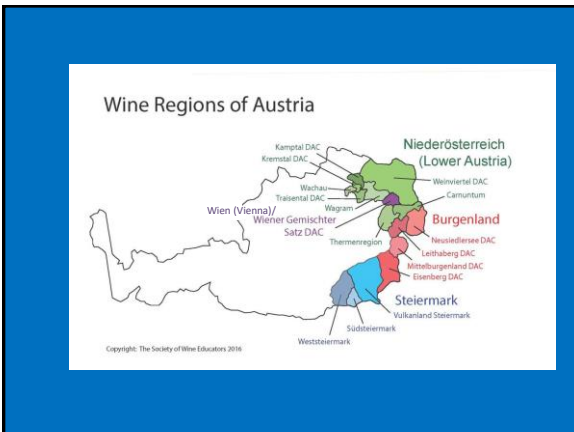 Wine Regions of Austria
Kamptal DAC
Kremstal DAC
Niederösterreich
(Lower Austria)
Weinviertel DAC
Wachau
Traisental DAC
Carnuntum
Wagram
Wien (Vienna)/
Wiener Gemischter
Satz DAC
Burgenland
Thermenregion
Neusiedlersee DAC
Leithaberg DAC
Mittelburgenland DAC
Eisenberg DAC
Steiermark
Vulkanland Steiermark
Südsteiermark
Weststeiermark
Copyright: The Society of Wine Educators 2016